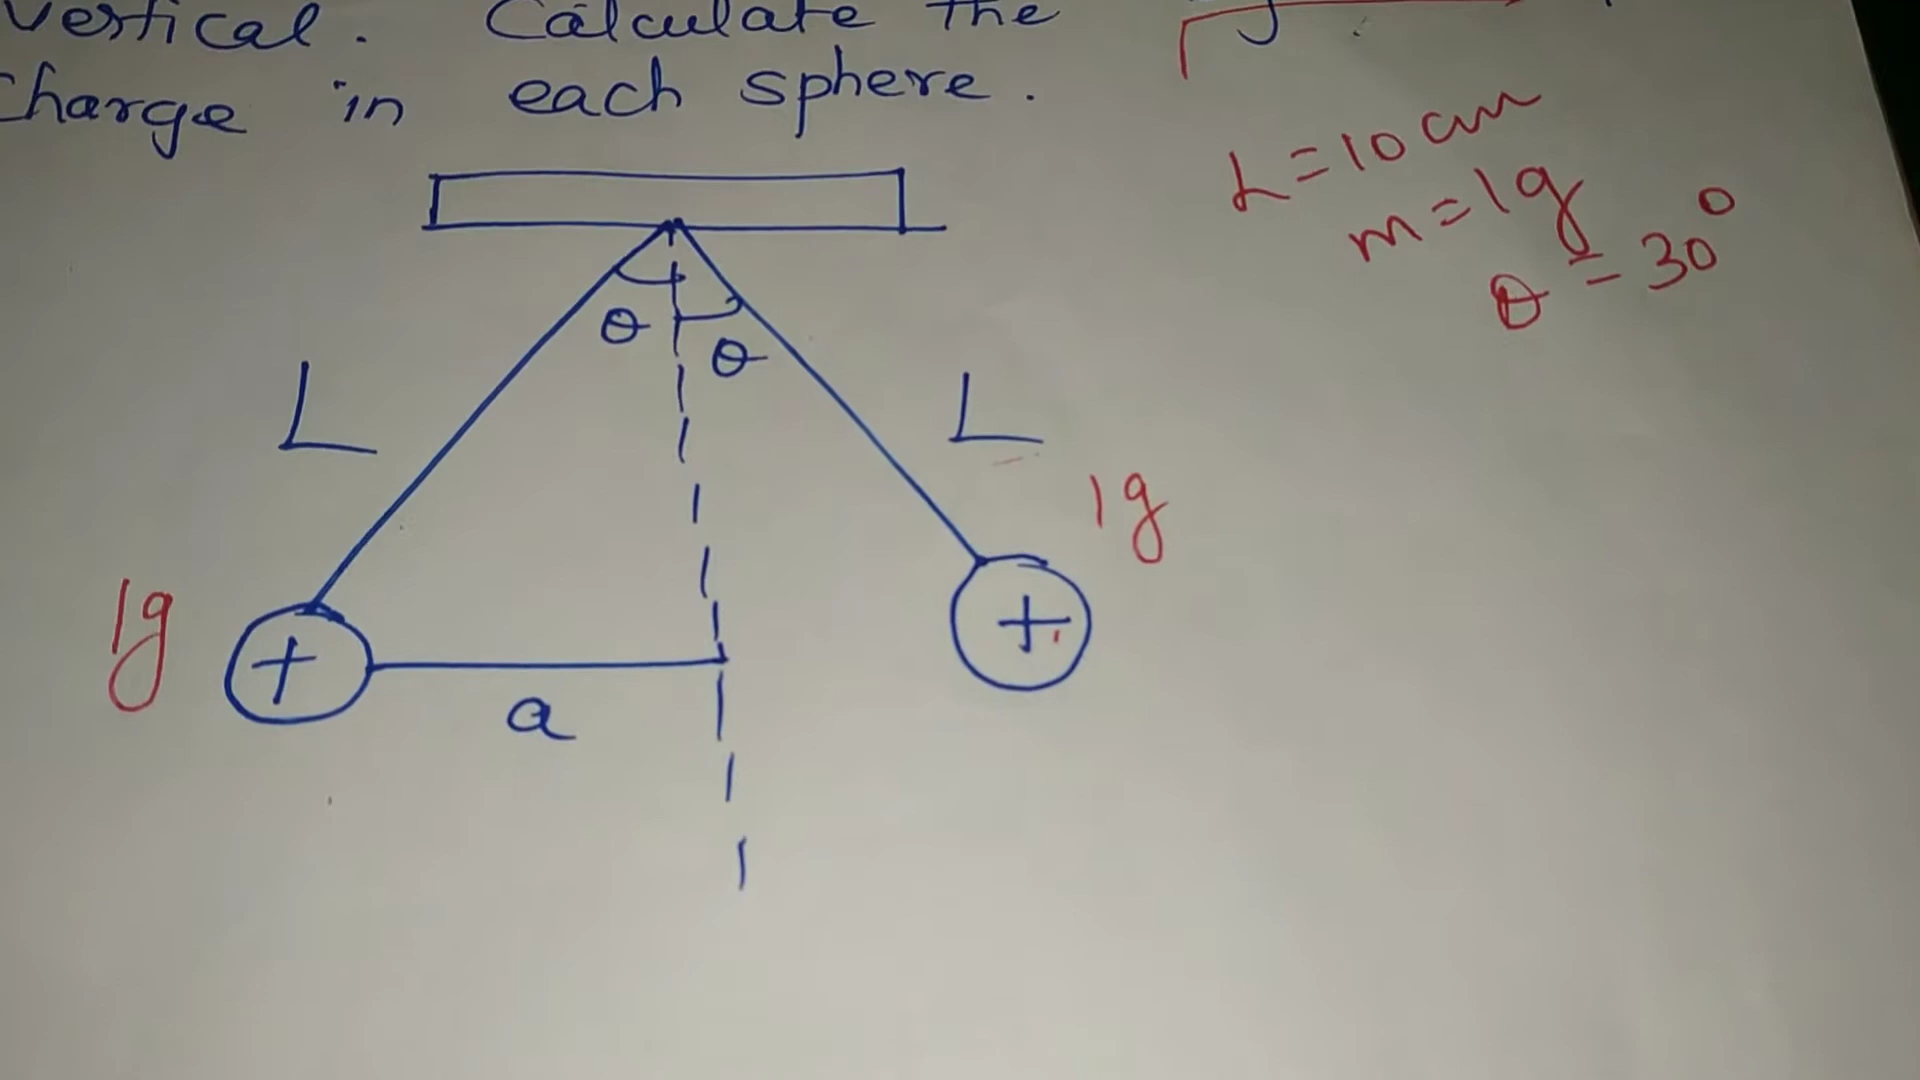 Vertical. Calculate the
Charge in each sphere.
L = 10 cm
m = 1g
θ = 30°
θ
θ
L
L
1g
1g
+
+
a